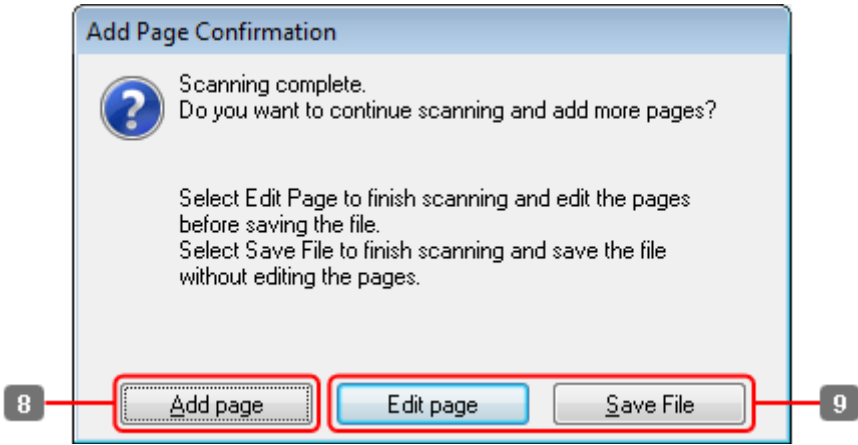 Add Page Confirmation
Scanning complete.
Do you want to continue scanning and add more pages?
Select Edit Page to finish scanning and edit the pages
before saving the file.
Select Save File to finish scanning and save the file
without editing the pages.
8 Add page Edit page Save File 9